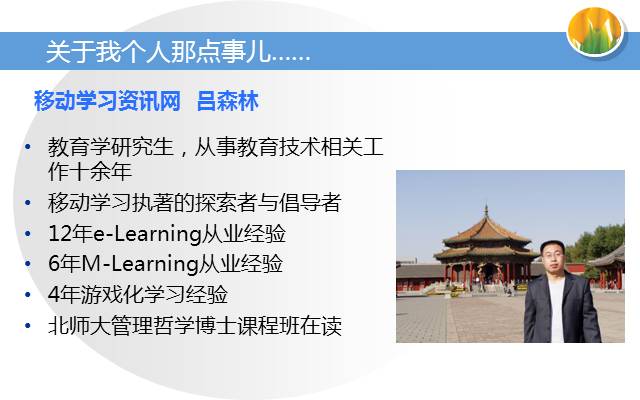 关于我个人那点事儿……
移动学习资讯网 吕森林
• 教育学研究生，从事教育技术相关工
作十余年
• 移动学习执著的探索者与倡导者
• 12年e-Learning从业经验
• 6年M-Learning从业经验
• 4年游戏化学习经验
• 北师大管理哲学博士课程班在读